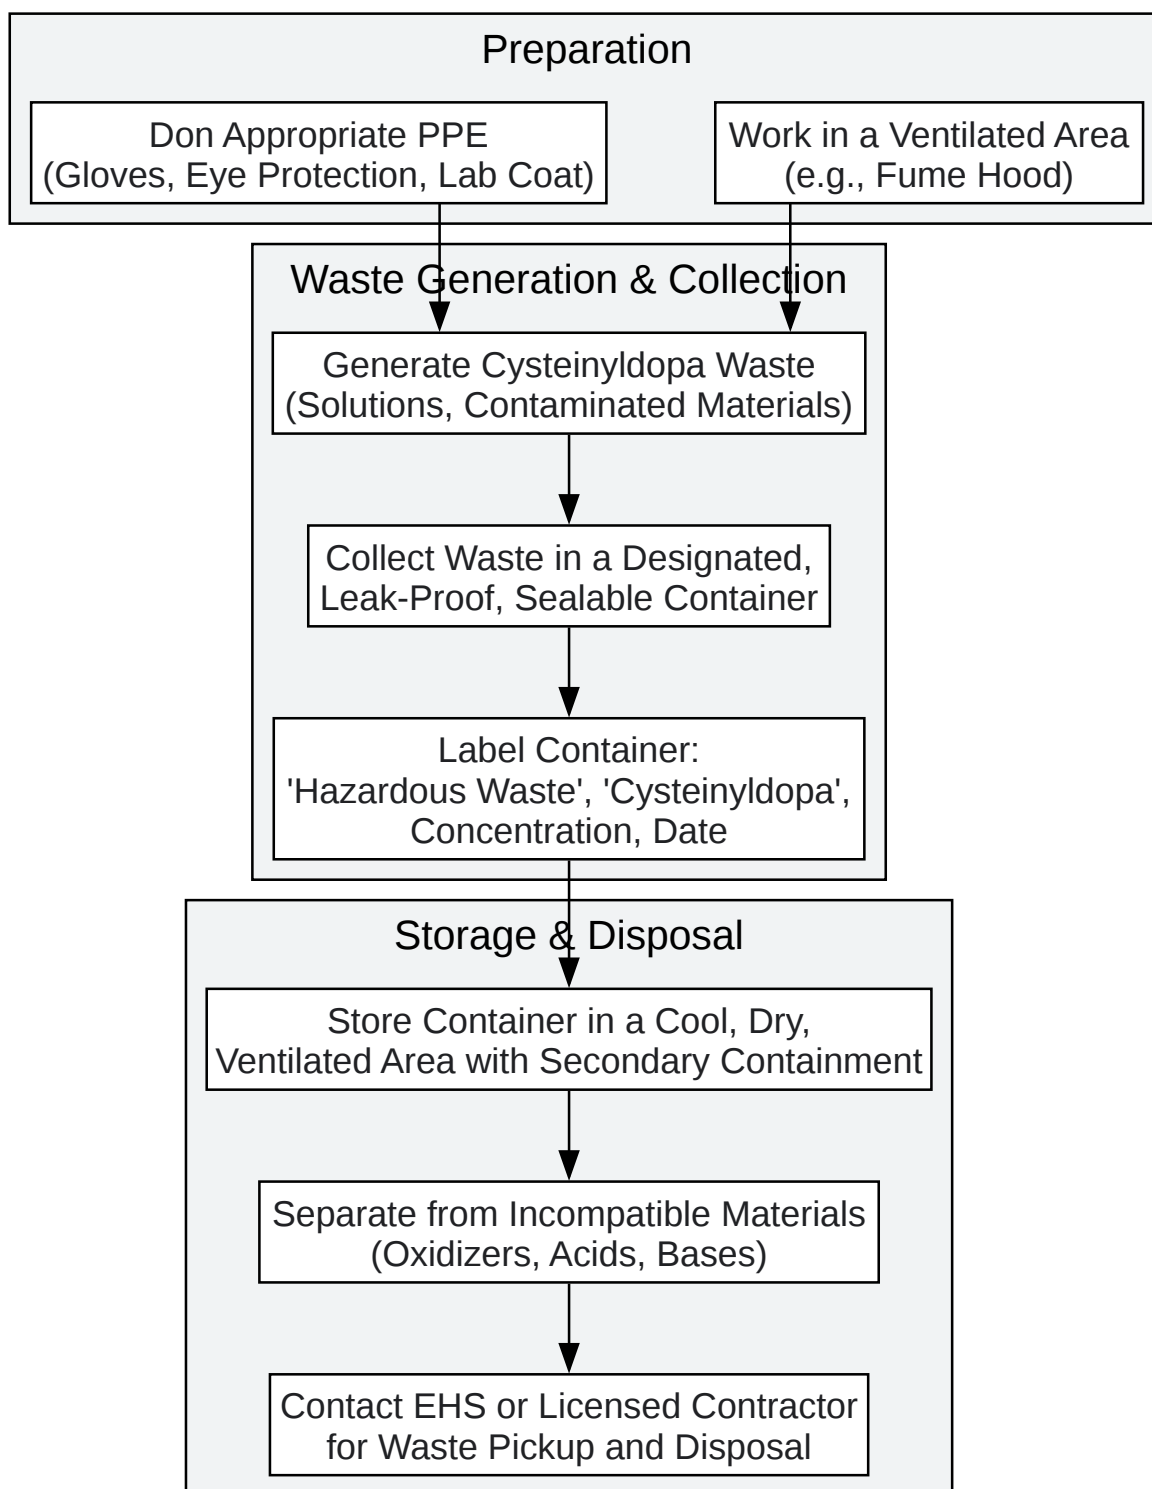 Preparation
Don Appropriate PPE
(Gloves, Eye Protection, Lab Coat)
Work in a Ventilated Area
(e.g., Fume Hood)
Waste Generation & Collection
Generate Cysteinyldopa Waste
(Solutions, Contaminated Materials)
Collect Waste in a Designated,
Leak-Proof, Sealable Container
Label Container:
'Hazardous Waste', 'Cysteinyldopa',
Concentration, Date
Storage & Disposal
Store Container in a Cool, Dry,
Ventilated Area with Secondary Containment
Separate from Incompatible Materials
(Oxidizers, Acids, Bases)
Contact EHS or Licensed Contractor
for Waste Pickup and Disposal